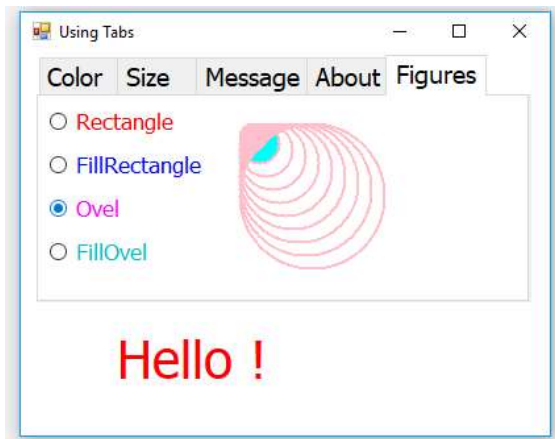 Using Tabs
Color Size Message About Figures
Rectangle
FillRectangle
Ovel
FillOvel
Hello !